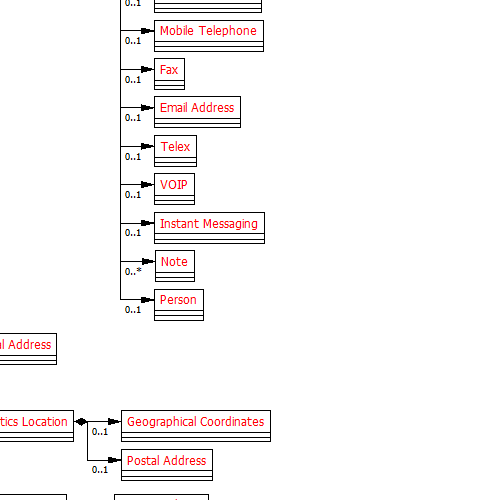 0..1
Mobile Telephone
0..1
Fax
0..1
Email Address
0..1
Telex
0..1
VOIP
0..1
Instant Messaging
0..1
Note
0..*
Person
0..1
Address
Location
Geographical Coordinates
0..1
Postal Address
0..1